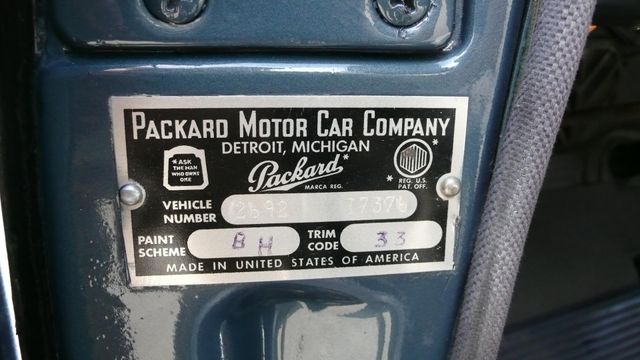 PACKARD MOTOR CAR COMPANY
DETROIT, MICHIGAN
"ASK THE MAN WHO OWNS ONE"
Packard*
MARCA REG.
*REG. U.S. PAT. OFF.
VEHICLE NUMBER 2692
PAINT SCHEME BH TRIM CODE 33
MADE IN UNITED STATES OF AMERICA